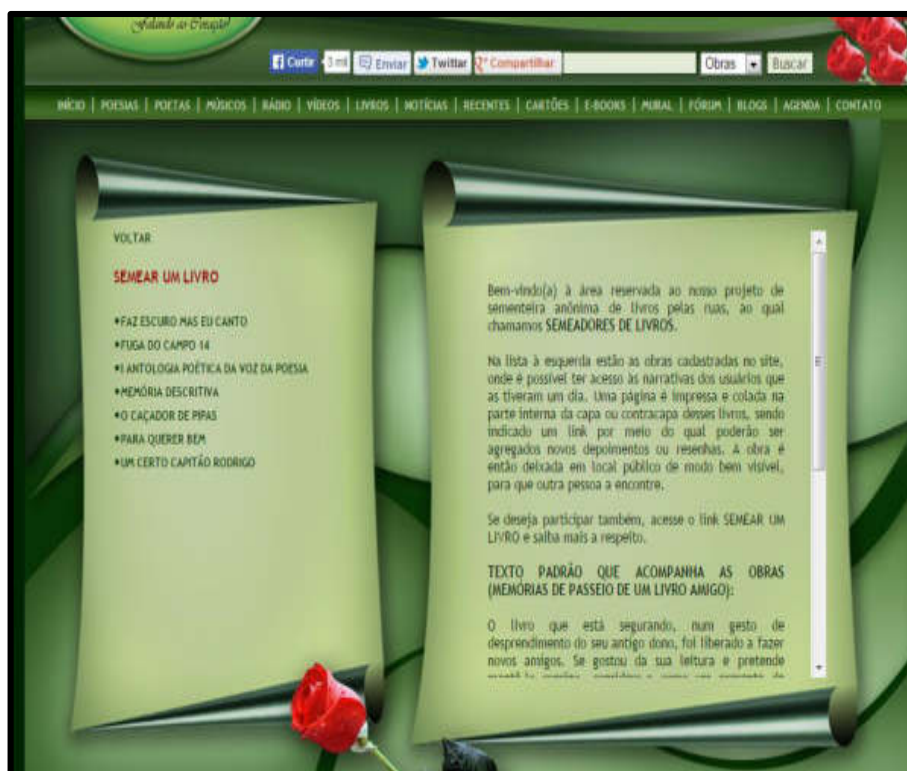 Falando ao Coração!
Curtir 3 mil Enviar Twittar Compartilhar Obras Buscar
INÍCIO | POESIAS | POETAS | MÚSICOS | RÁDIO | VÍDEOS | LIVROS | NOTÍCIAS | RECENTES | CARTÕES | E-BOOKS | MURAL | FÓRUM | BLOGS | AGENDA | CONTATO
VOLTAR
SEMEAR UM LIVRO
•FAZ ESCURO MAS EU CANTO
•FUGA DO CAMPO 14
•I ANTOLOGIA POÉTICA DA VOZ DA POESIA
•MEMÓRIA DESCRITIVA
•O CAÇADOR DE PIPAS
•PARA QUERER BEM
•UM CERTO CAPITÃO RODRIGO
Bem-vindo(a) à área reservada ao nosso projeto de
sementeira anônima de livros pelas ruas, ao qual
chamamos SEMEADORES DE LIVROS.
Na lista à esquerda estão as obras cadastradas no site,
onde é possível ter acesso às narrativas dos usuários que
as tiveram um dia. Uma página é impressa e colada na
parte interna da capa ou contracapa desses livros, sendo
indicado um link por meio do qual poderão ser
agregados novos depoimentos ou resenhas. A obra é
então deixada em local público de modo bem visível,
para que outra pessoa a encontre.
Se deseja participar também, acesse o link SEMEAR UM
LIVRO e saiba mais a respeito.
TEXTO PADRÃO QUE ACOMPANHA AS OBRAS
(MEMÓRIAS DE PASSEIO DE UM LIVRO AMIGO):
O livro que está segurando, num gesto de
desprendimento do seu antigo dono, foi liberado a fazer
novos amigos. Se gostou da sua leitura e pretende